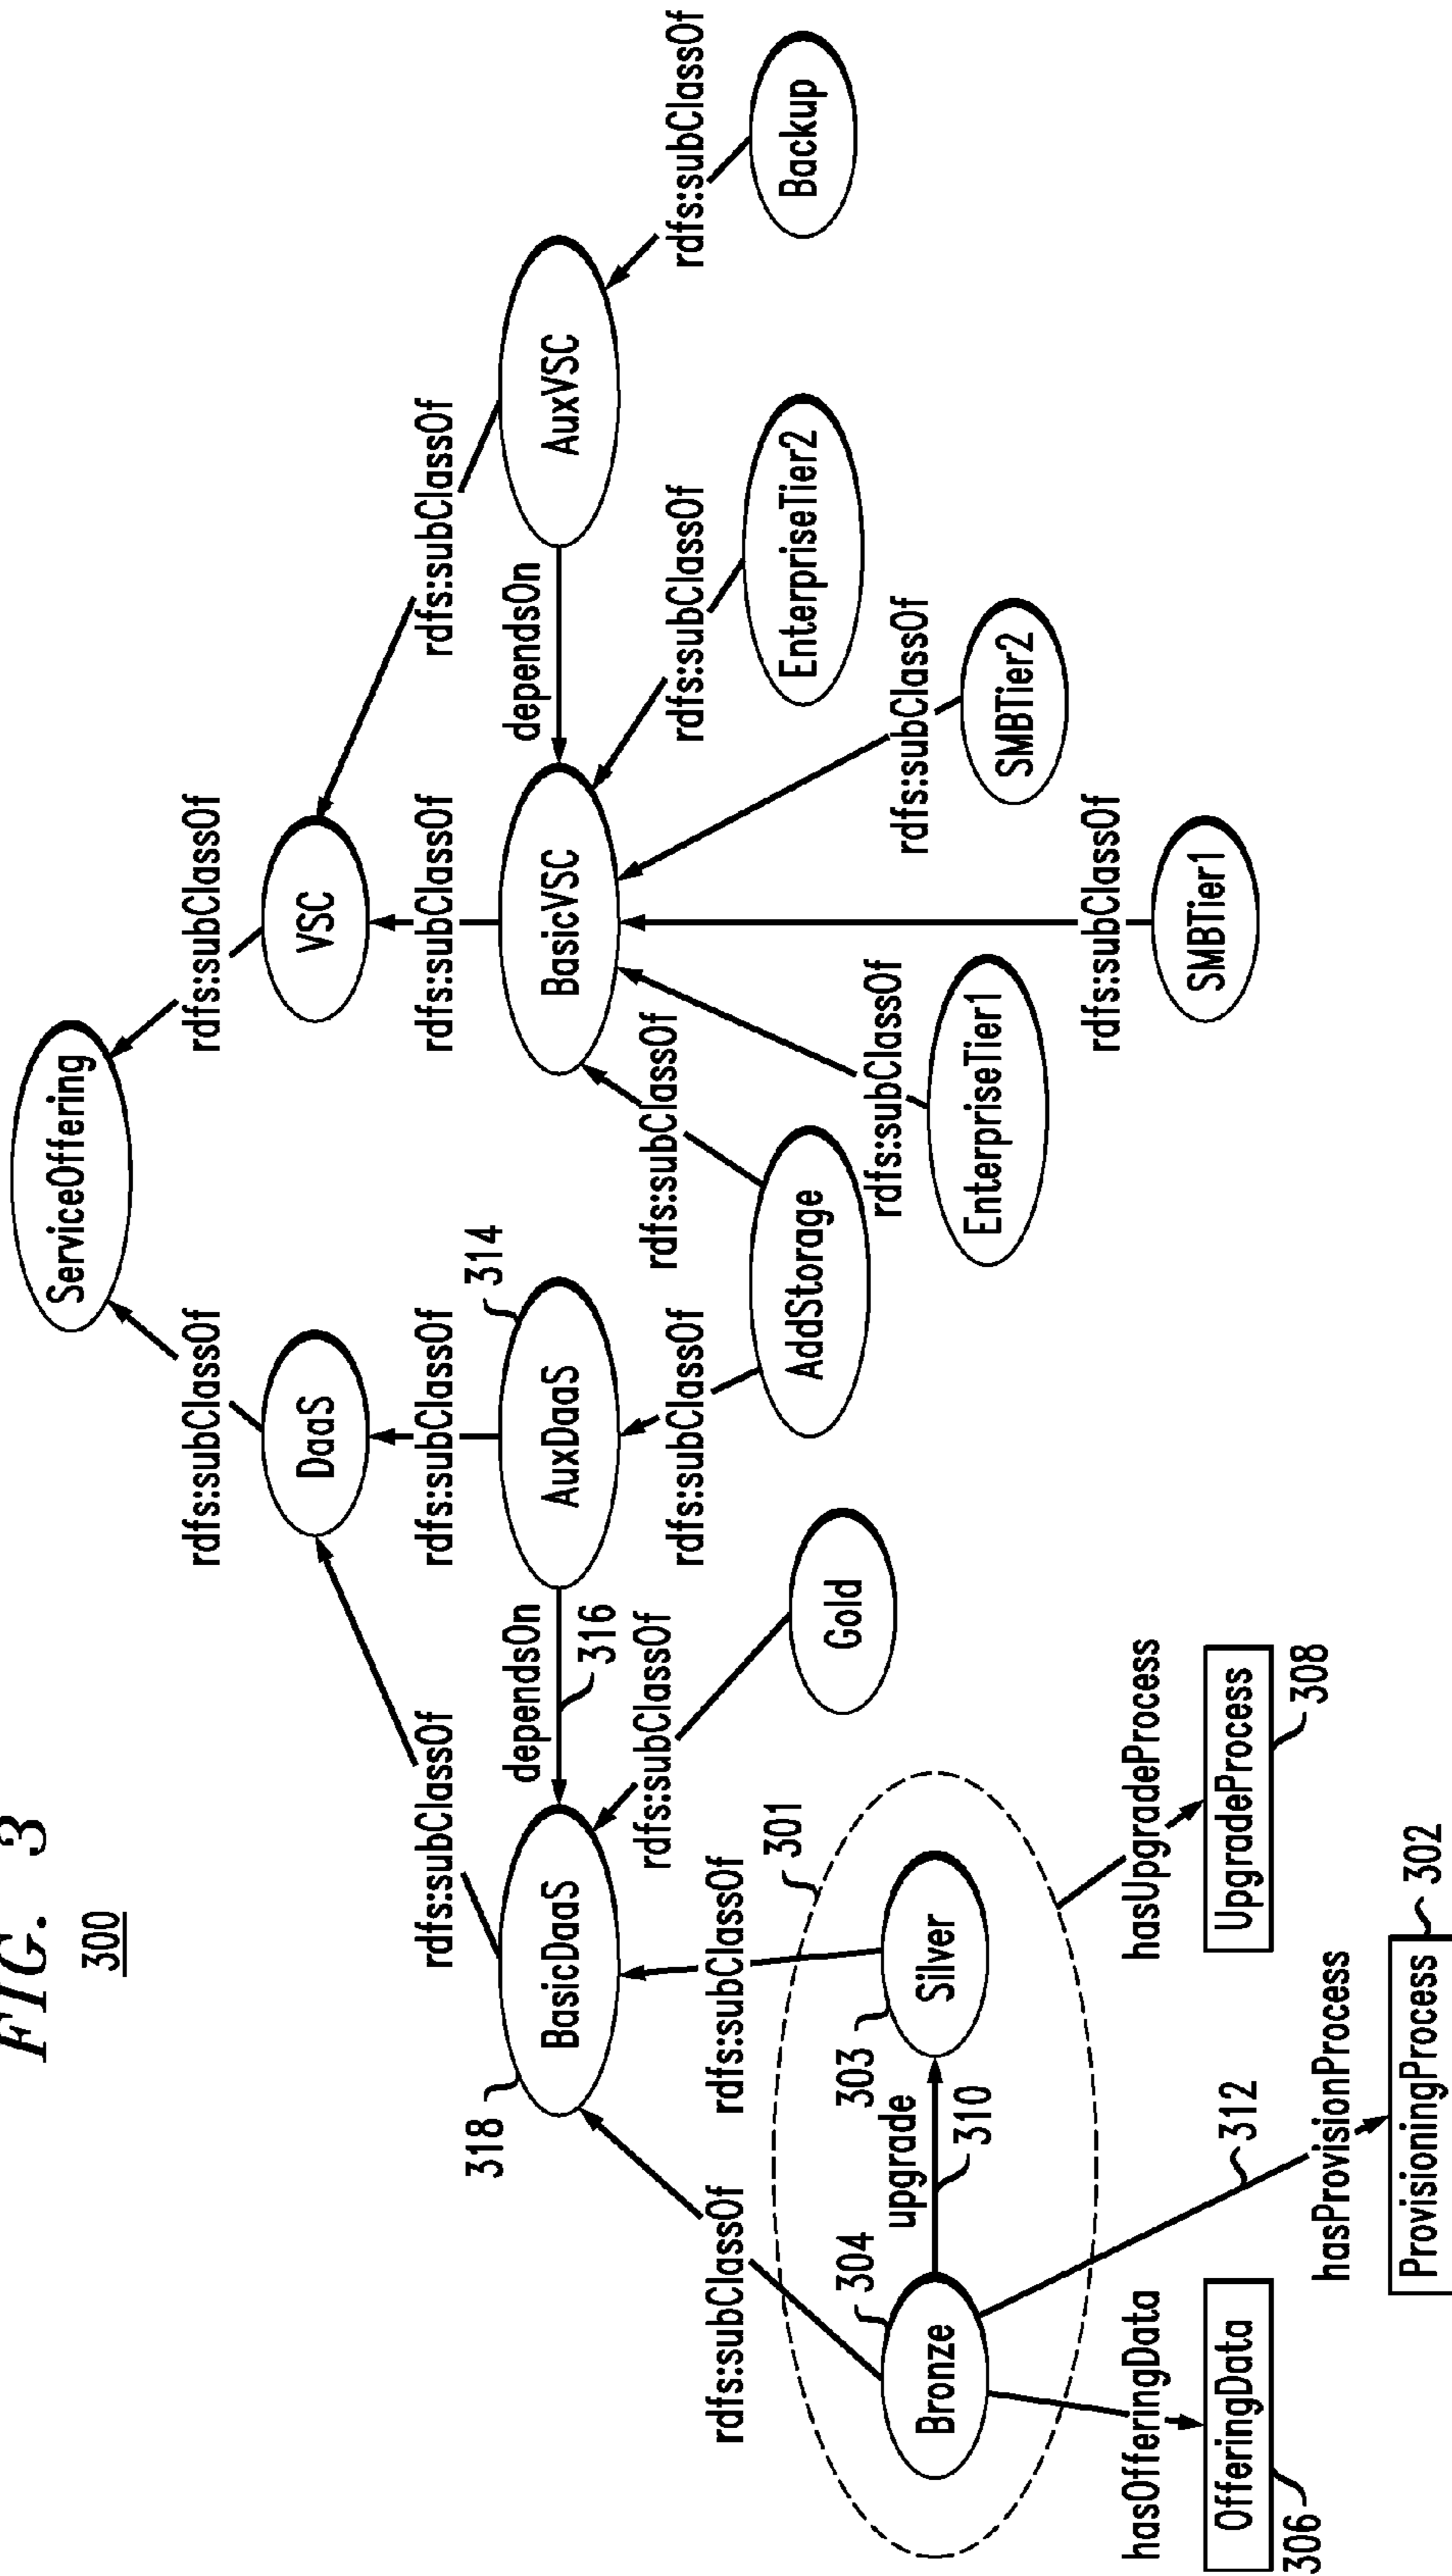 FIG. 3
300
ServiceOffering
rdfs:subClassOf
rdfs:subClassOf
DaaS
VSC
rdfs:subClassOf
rdfs:subClassOf
rdfs:subClassOf
rdfs:subClassOf
318
BasicDaaS
dependsOn
316
AuxDaaS
314
BasicVSC
dependsOn
AuxVSC
rdfs:subClassOf
rdfs:subClassOf
rdfs:subClassOf
rdfs:subClassOf
rdfs:subClassOf
rdfs:subClassOf
rdfs:subClassOf
301
Gold
AddStorage
EnterpriseTier2
Backup
304
upgrade
303
Bronze
310
Silver
rdfs:subClassOf
rdfs:subClassOf
EnterpriseTier1
SMBTier2
hasOfferingData
312
hasUpgradeProcess
rdfs:subClassOf
OfferingData
306
UpgradeProcess
308
SMBTier1
hasProvisionProcess
ProvisioningProcess
302